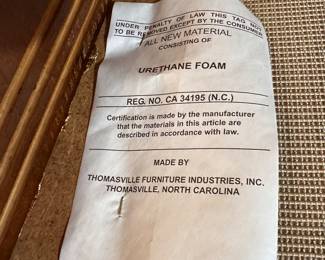 UNDER PENALTY OF LAW THIS TAG NOT
TO BE REMOVED EXCEPT BY THE CONSUMER
ALL NEW MATERIAL
CONSISTING OF
URETHANE FOAM
REG. NO. CA 34195 (N.C.)
Certification is made by the manufacturer
that the materials in this article are
described in accordance with law.
MADE BY
THOMASVILLE FURNITURE INDUSTRIES, INC.
THOMASVILLE, NORTH CAROLINA